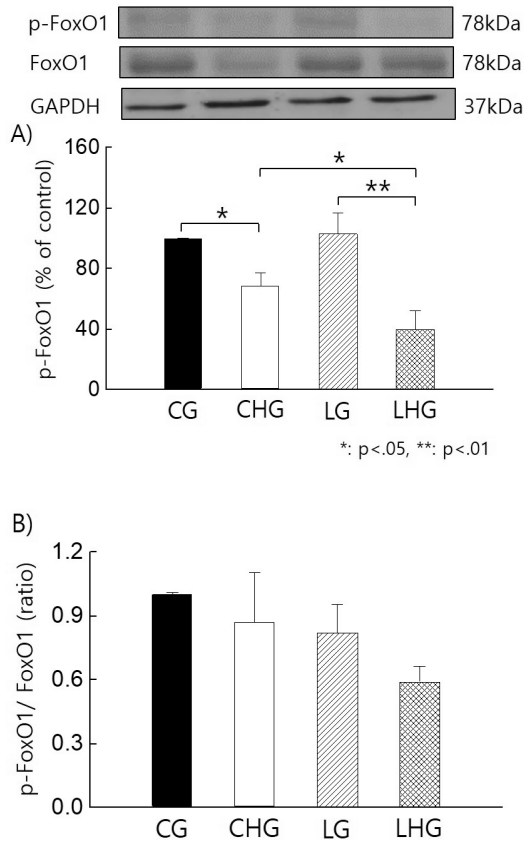 p-FoxO1 78kDa
FoxO1 78kDa
GAPDH 37kDa
A)
p-FoxO1 (% of control)
160
120
80
40
0
*
*
**
CG CHG LG LHG
*: p<.05, **: p<.01
B)
p-FoxO1/ FoxO1 (ratio)
1.2
0.9
0.6
0.3
0.0
CG CHG LG LHG